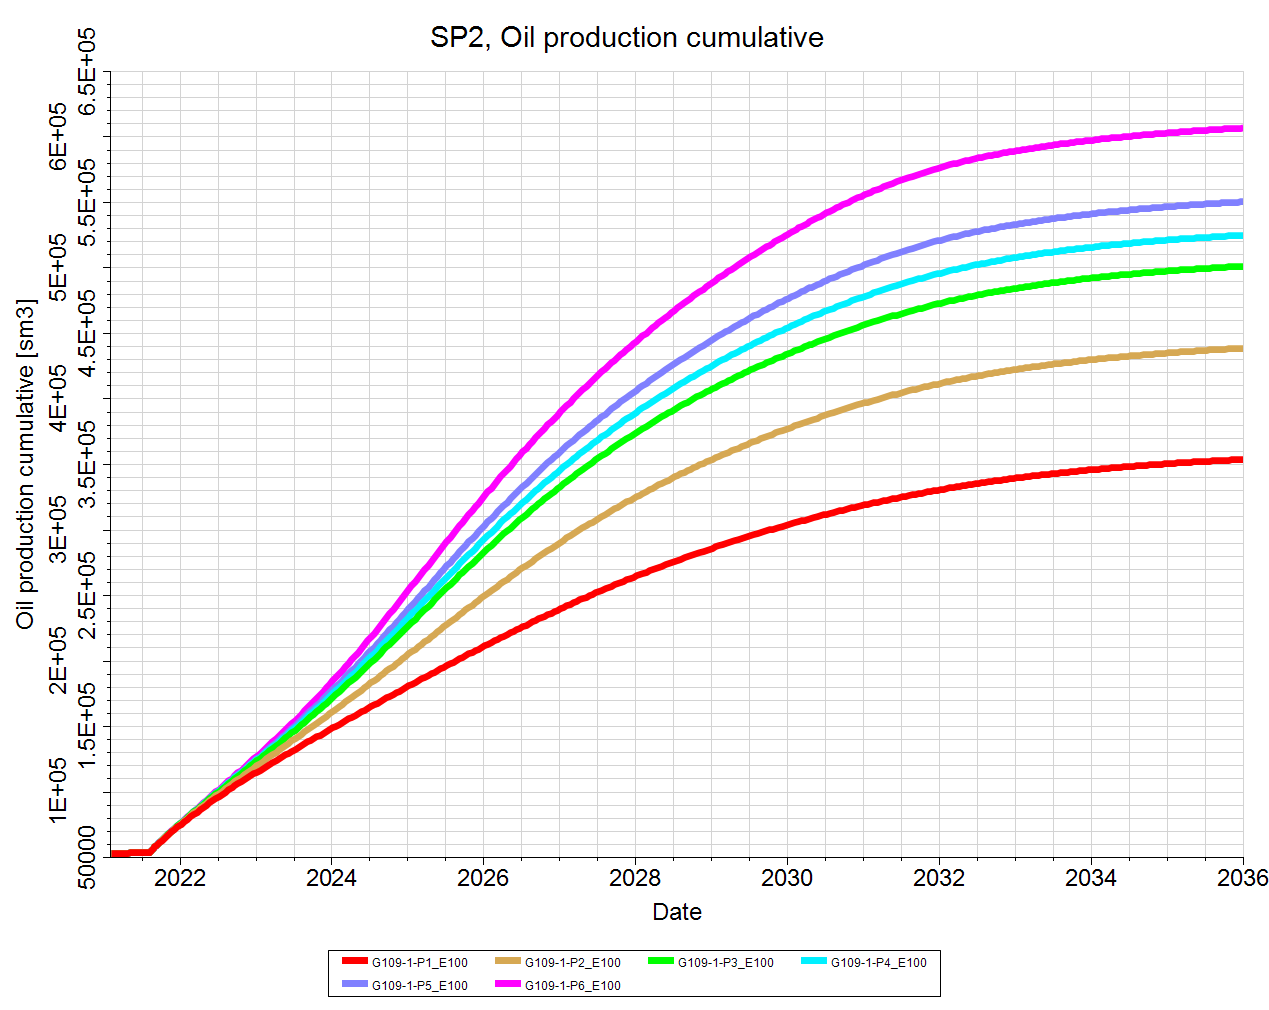 SP2, Oil production cumulative
6.5E+05
6E+05
5.5E+05
5E+05
4.5E+05
4E+05
3.5E+05
3E+05
2.5E+05
2E+05
1.5E+05
1E+05
50000
Oil production cumulative [sm3]
2022 2024 2026 2028 2030 2032 2034 2036
Date
G109-1-P1_E100 G109-1-P2_E100 G109-1-P3_E100 G109-1-P4_E100
G109-1-P5_E100 G109-1-P6_E100